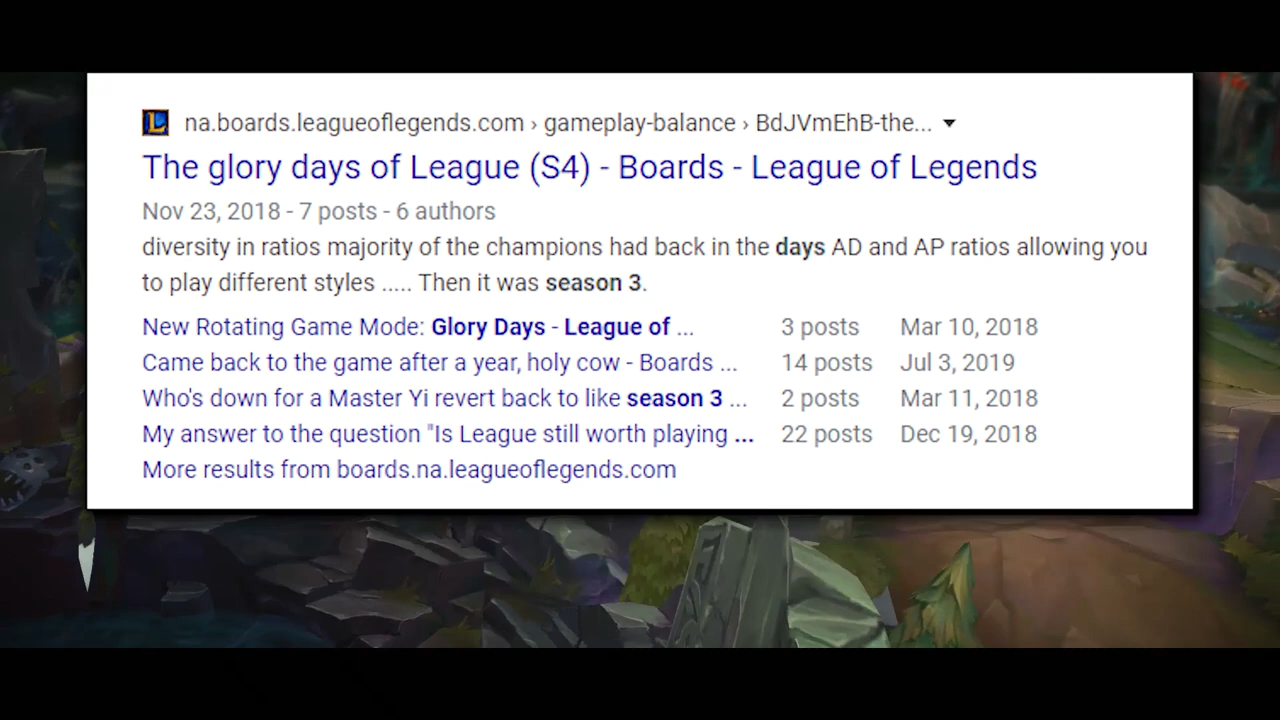 na.boards.leagueoflegends.com › gameplay-balance › BdJVmEhB-the...
The glory days of League (S4) - Boards - League of Legends
Nov 23, 2018 - 7 posts - 6 authors
diversity in ratios majority of the champions had back in the days AD and AP ratios allowing you
to play different styles ..... Then it was season 3.
New Rotating Game Mode: Glory Days - League of ... 3 posts Mar 10, 2018
Came back to the game after a year, holy cow - Boards ... 14 posts Jul 3, 2019
Who's down for a Master Yi revert back to like season 3 ... 2 posts Mar 11, 2018
My answer to the question "Is League still worth playing ... 22 posts Dec 19, 2018
More results from boards.na.leagueoflegends.com